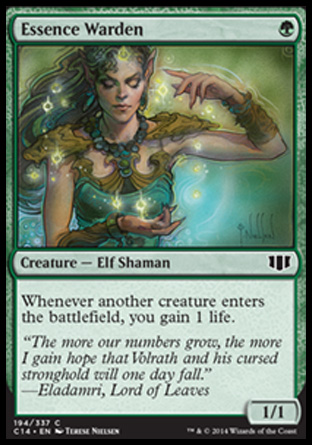 Essence Warden
Creature — Elf Shaman
Whenever another creature enters
the battlefield, you gain 1 life.
“The more our numbers grow, the more
I gain hope that Volrath and his cursed
stronghold will one day fall.”
—Eladamri, Lord of Leaves
1/1
194/337 C
C14 • EN Terese Nielsen
™ & © 2014 Wizards of the Coast